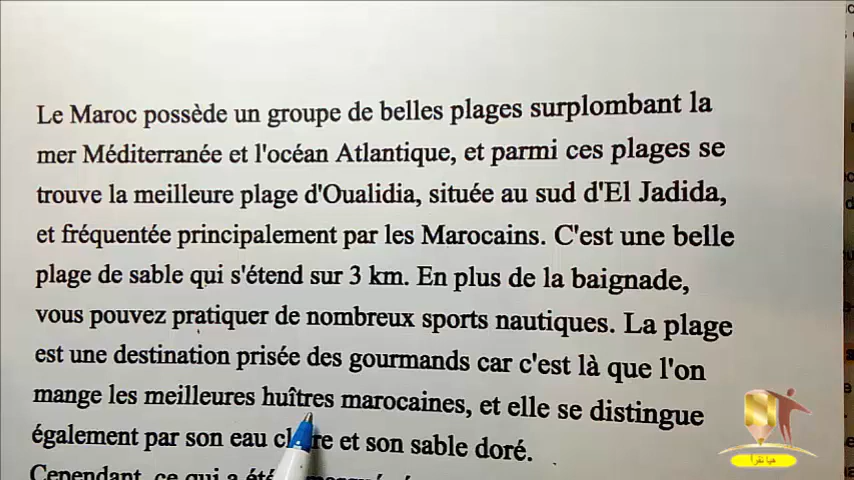 Le Maroc possède un groupe de belles plages surplombant la
mer Méditerranée et l'océan Atlantique, et parmi ces plages se
trouve la meilleure plage d'Oualidia, située au sud d'El Jadida,
et fréquentée principalement par les Marocains. C'est une belle
plage de sable qui s'étend sur 3 km. En plus de la baignade,
vous pouvez pratiquer de nombreux sports nautiques. La plage
est une destination prisée des gourmands car c'est là que l'on
mange les meilleures huîtres marocaines, et elle se distingue
également par son eau claire et son sable doré.
Cependant, ce qui a été
هيا نقرأ